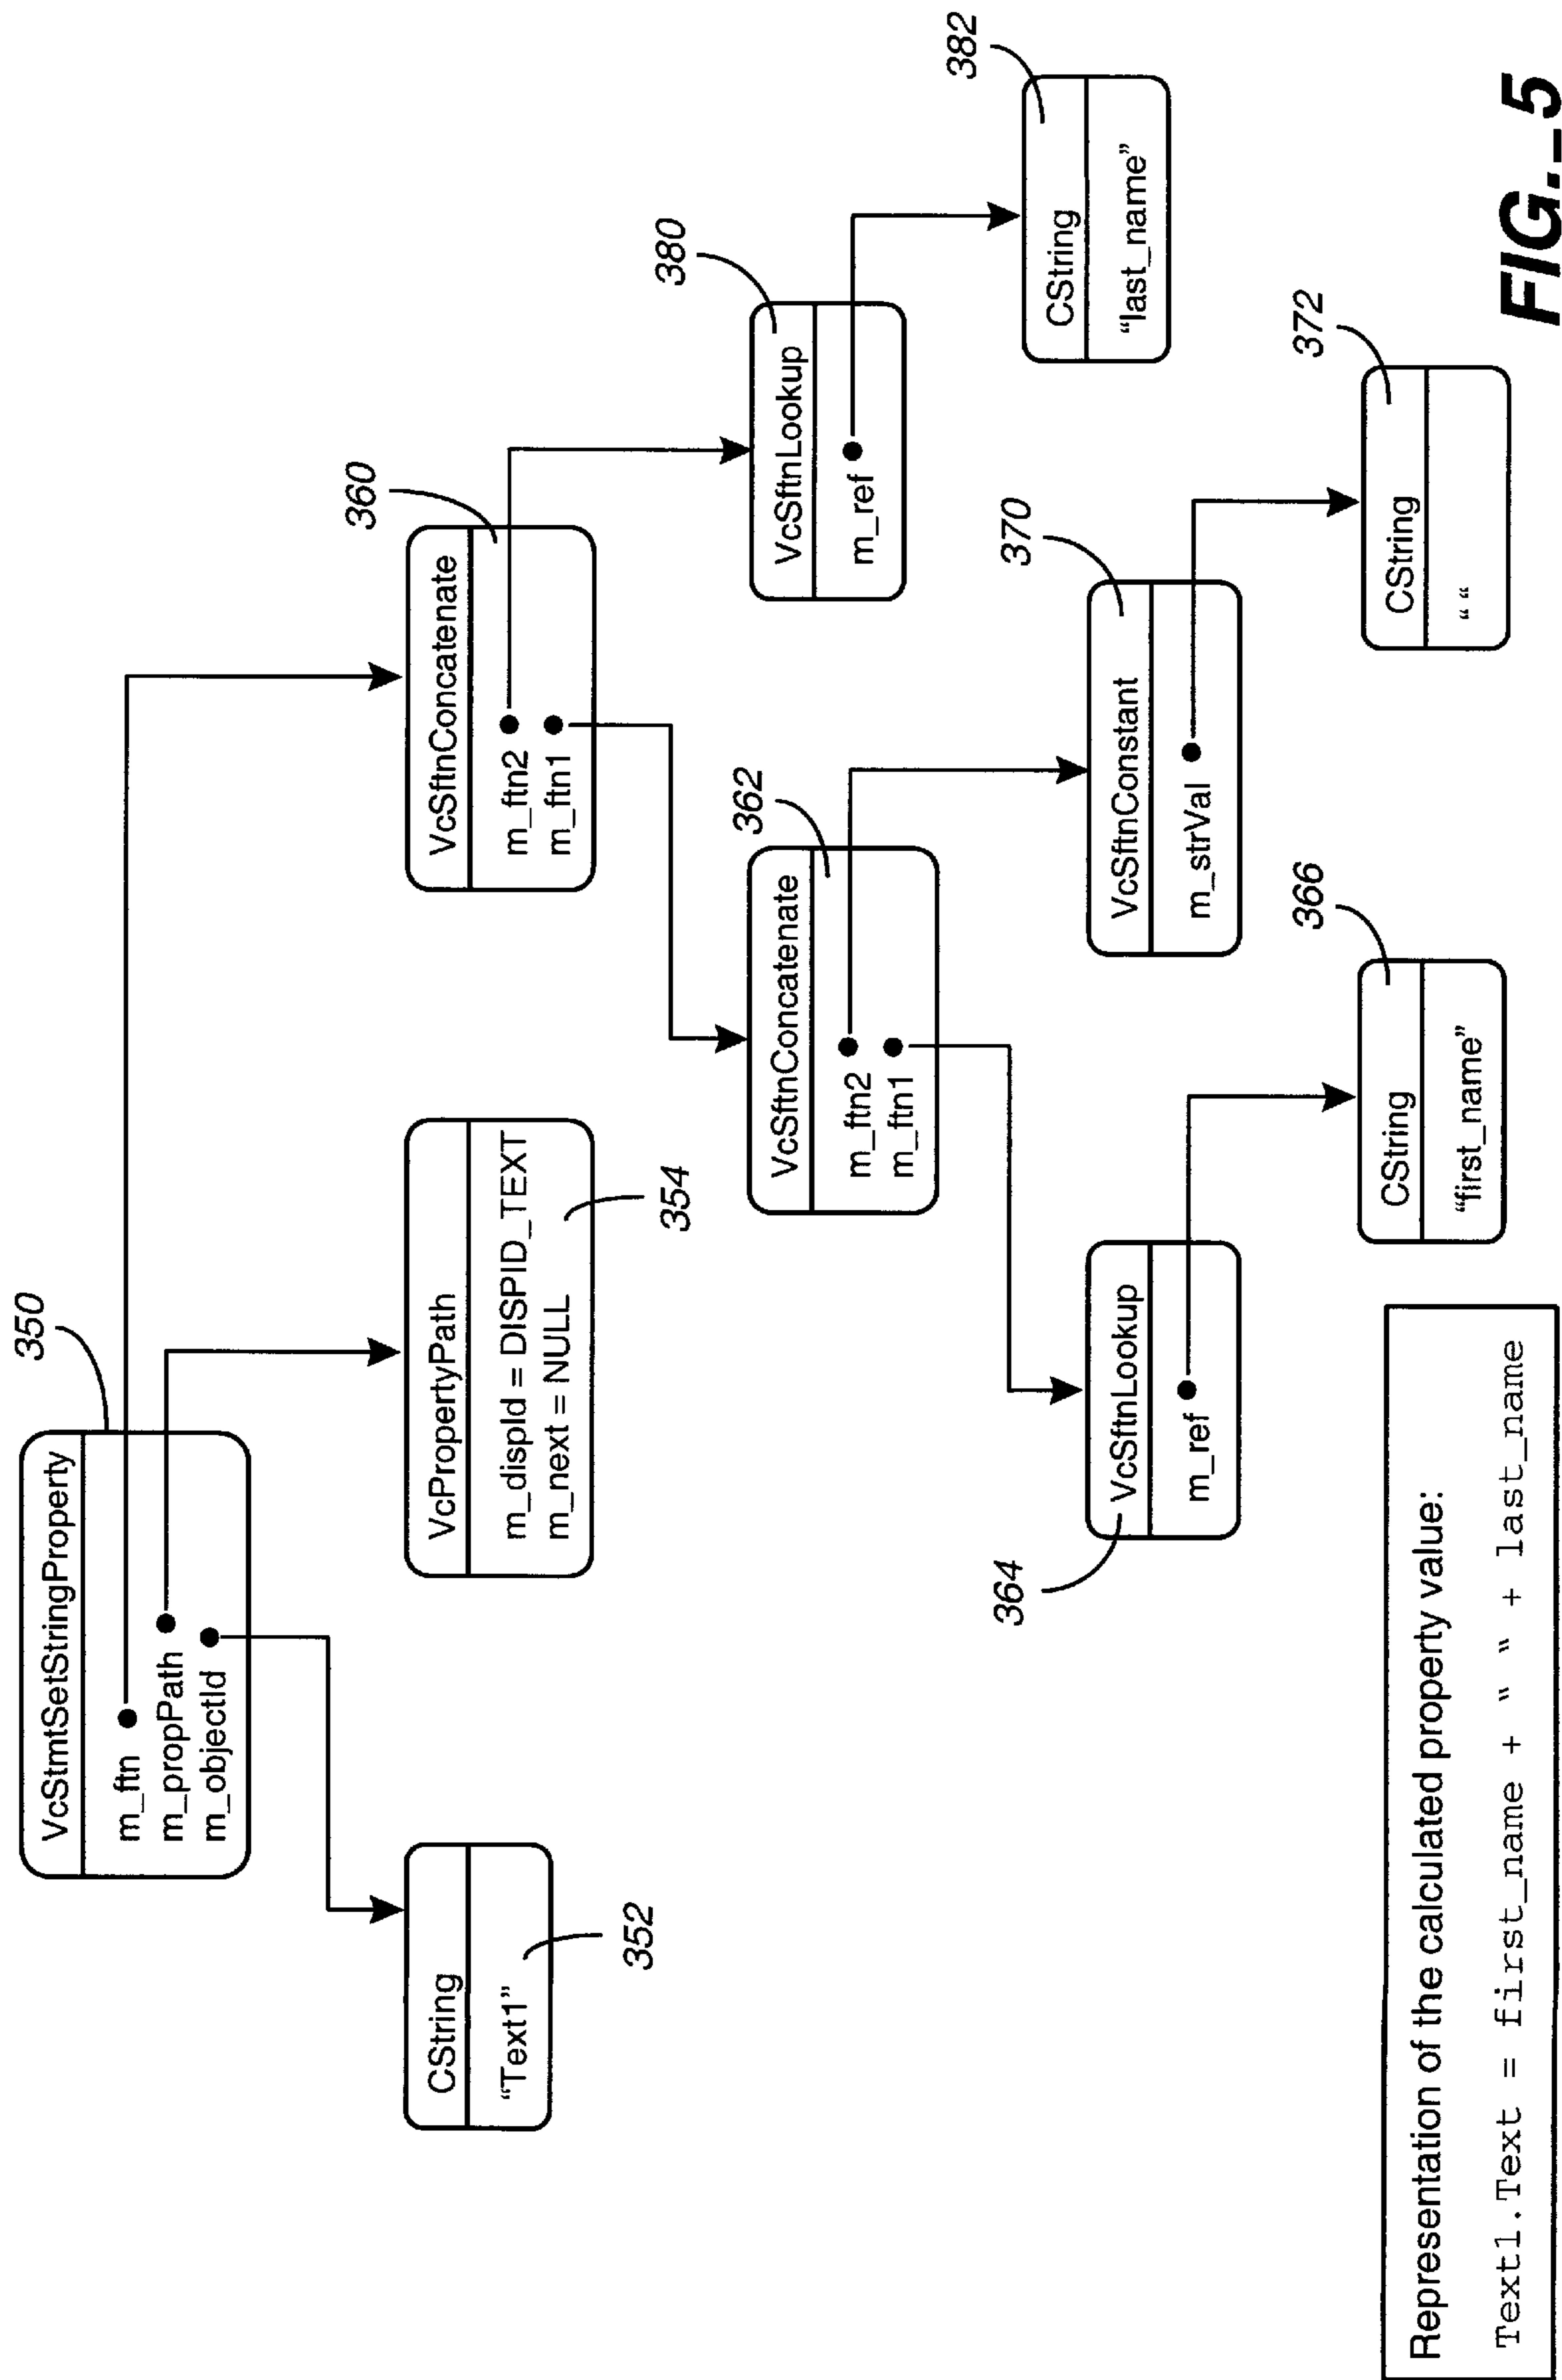 350
VcStmtSetStringProperty
m_ftn
m_propPath
m_objectId
CString
“Text1”
352
VcPropertyPath
m_dispId = DISPID_TEXT
m_next = NULL
354
360
VcSftnConcatenate
m_ftn2
m_ftn1
362
VcSftnConcatenate
m_ftn2
m_ftn1
380
VcSftnLookup
m_ref
382
CString
“last_name”
364
VcSftnLookup
m_ref
370
VcSftnConstant
m_strVal
366
CString
“first_name”
372
CString
“ “
Representation of the calculated property value:
Text1.Text = first_name + “ “ + last_name
FIG._5